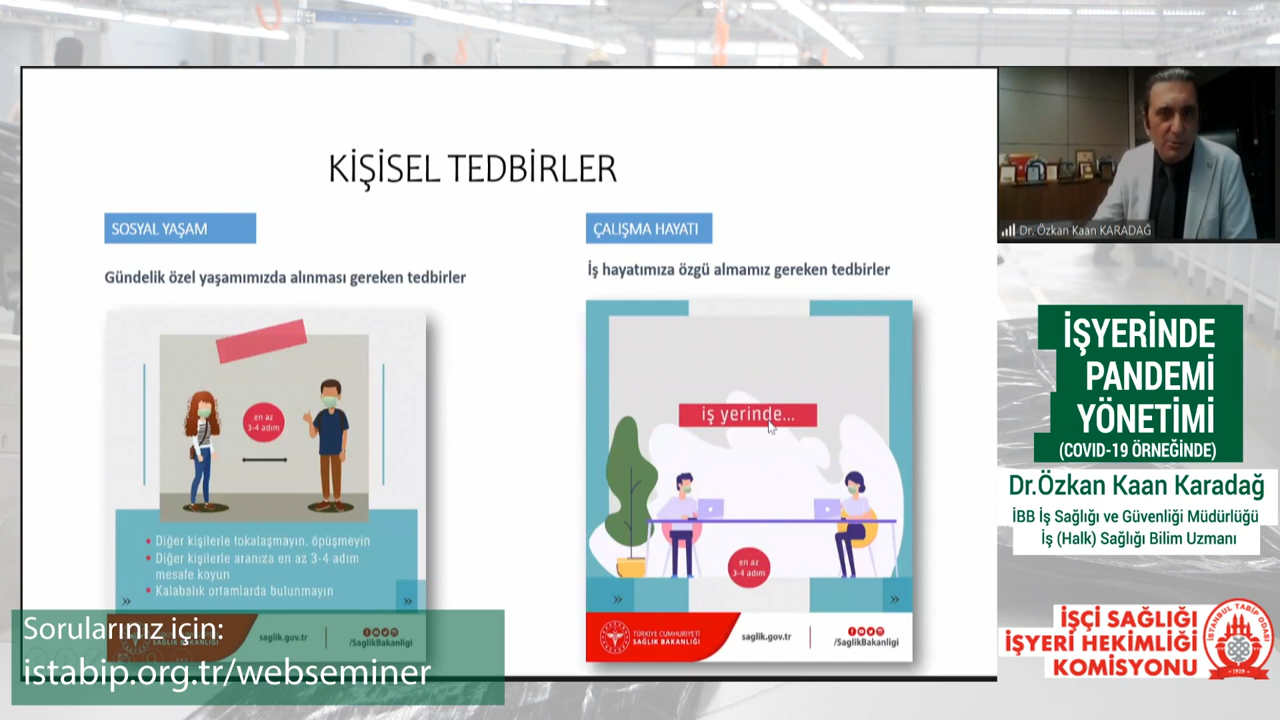 KİŞİSEL TEDBİRLER
SOSYAL YAŞAM
Gündelik özel yaşamımızda alınması gereken tedbirler
en az
3-4 adım
• Diğer kişilerle tokalaşmayın, öpüşmeyin
• Diğer kişilerle aranıza en az 3-4 adım
mesafe koyun
• Kalabalık ortamlarda bulunmayın
»
»
SAĞLIK BAKANLIĞI
saglik.gov.tr
/SaglikBakanligi
ÇALIŞMA HAYATI
İş hayatımıza özgü almamız gereken tedbirler
iş yerinde...
en az
3-4 adım
»
»
TÜRKİYE CUMHURİYETİ
SAĞLIK BAKANLIĞI
saglik.gov.tr
/SaglikBakanligi
Sorularınız için:
istabip.org.tr/webseminer
Dr. Özkan Kaan KARADAĞ
İŞYERİNDE
PANDEMİ
YÖNETİMİ
(COVID-19 ÖRNEĞİNDE)
Dr.Özkan Kaan Karadağ
İBB İş Sağlığı ve Güvenliği Müdürlüğü
İş (Halk) Sağlığı Bilim Uzmanı
İŞÇİ SAĞLIĞI
İŞYERİ HEKİMLİĞİ
KOMİSYONU
İSTANBUL TABİP ODASI
1929